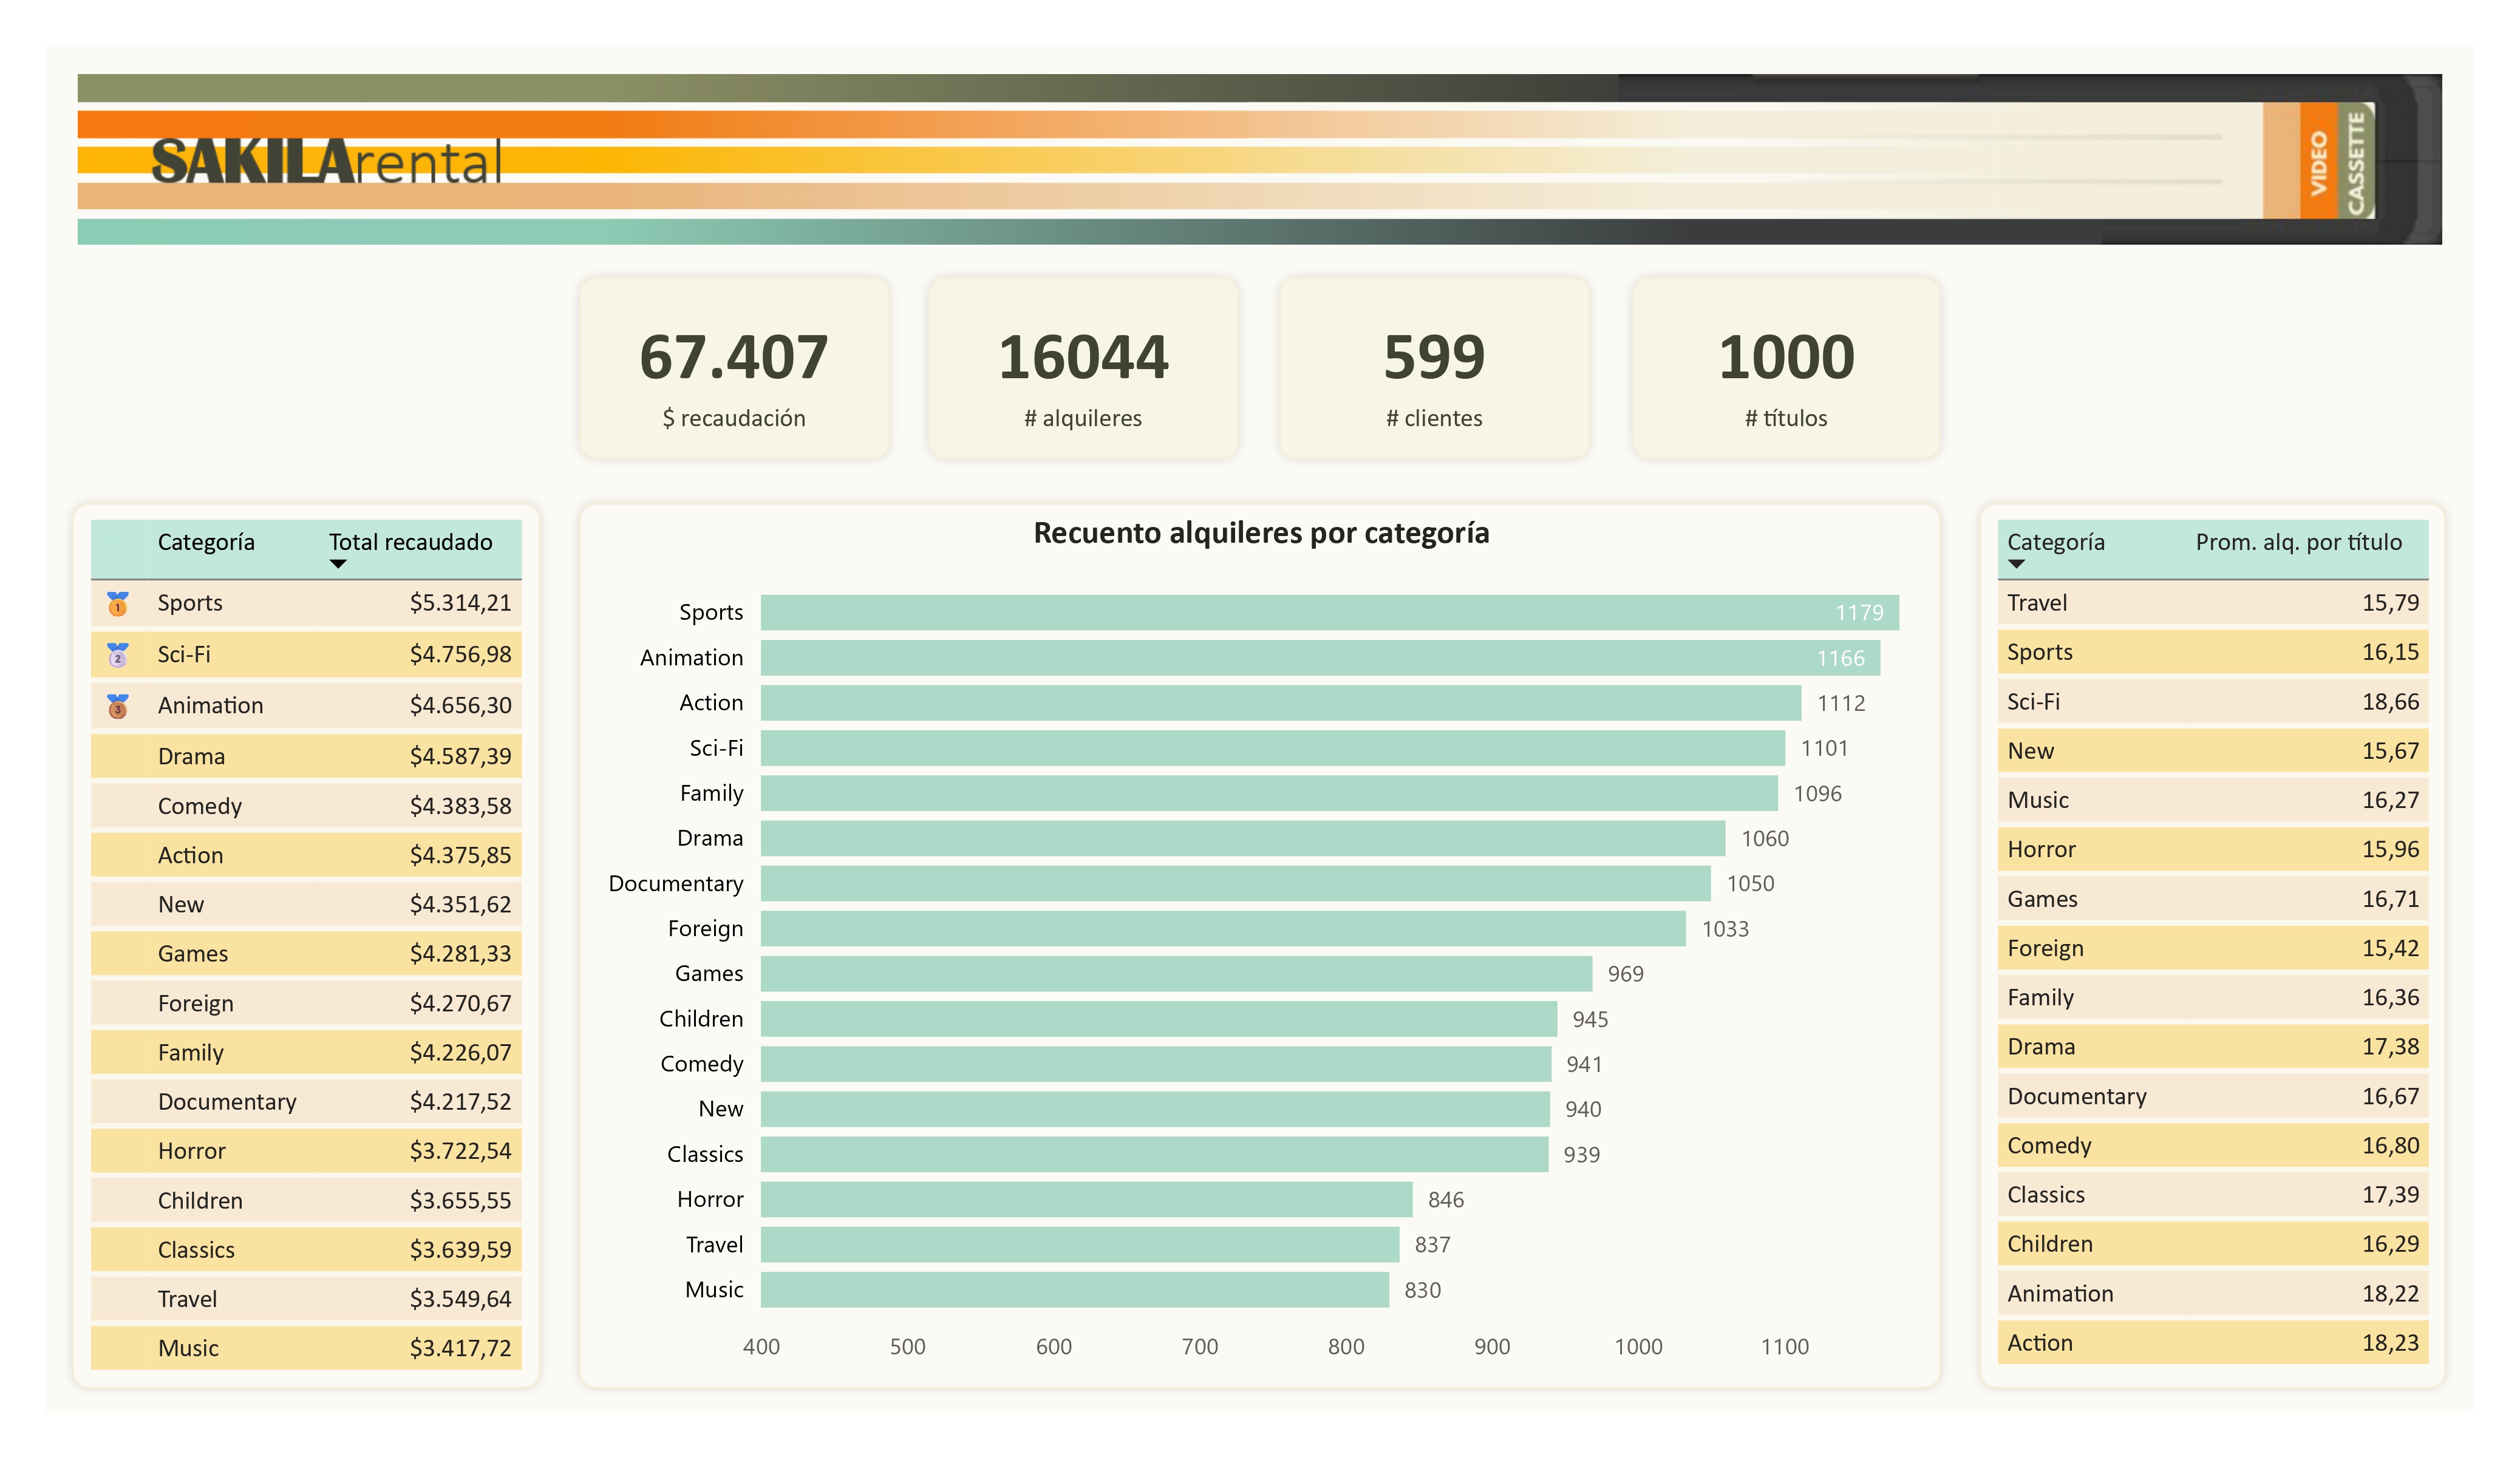 SAKILArental
VIDEO
CASSETTE
67.407
$ recaudación
16044
# alquileres
599
# clientes
1000
# títulos
Categoría Total recaudado
1 Sports $5.314,21
2 Sci-Fi $4.756,98
3 Animation $4.656,30
Drama $4.587,39
Comedy $4.383,58
Action $4.375,85
New $4.351,62
Games $4.281,33
Foreign $4.270,67
Family $4.226,07
Documentary $4.217,52
Horror $3.722,54
Children $3.655,55
Classics $3.639,59
Travel $3.549,64
Music $3.417,72
Recuento alquileres por categoría
Sports 1179
Animation 1166
Action 1112
Sci-Fi 1101
Family 1096
Drama 1060
Documentary 1050
Foreign 1033
Games 969
Children 945
Comedy 941
New 940
Classics 939
Horror 846
Travel 837
Music 830
400 500 600 700 800 900 1000 1100
Categoría Prom. alq. por título
Travel 15,79
Sports 16,15
Sci-Fi 18,66
New 15,67
Music 16,27
Horror 15,96
Games 16,71
Foreign 15,42
Family 16,36
Drama 17,38
Documentary 16,67
Comedy 16,80
Classics 17,39
Children 16,29
Animation 18,22
Action 18,23